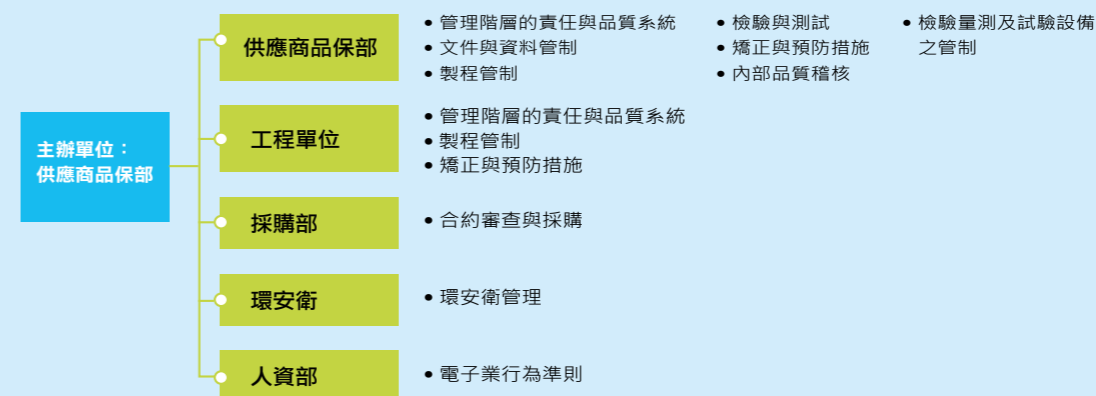 主辦單位：
供應商品保部
供應商品保部
• 管理階層的責任與品質系統
• 文件與資料管制
• 製程管制
• 檢驗與測試
• 矯正與預防措施
• 內部品質稽核
• 檢驗量測及試驗設備
之管制
工程單位
• 管理階層的責任與品質系統
• 製程管制
• 矯正與預防措施
採購部
• 合約審查與採購
環安衛
• 環安衛管理
人資部
• 電子業行為準則